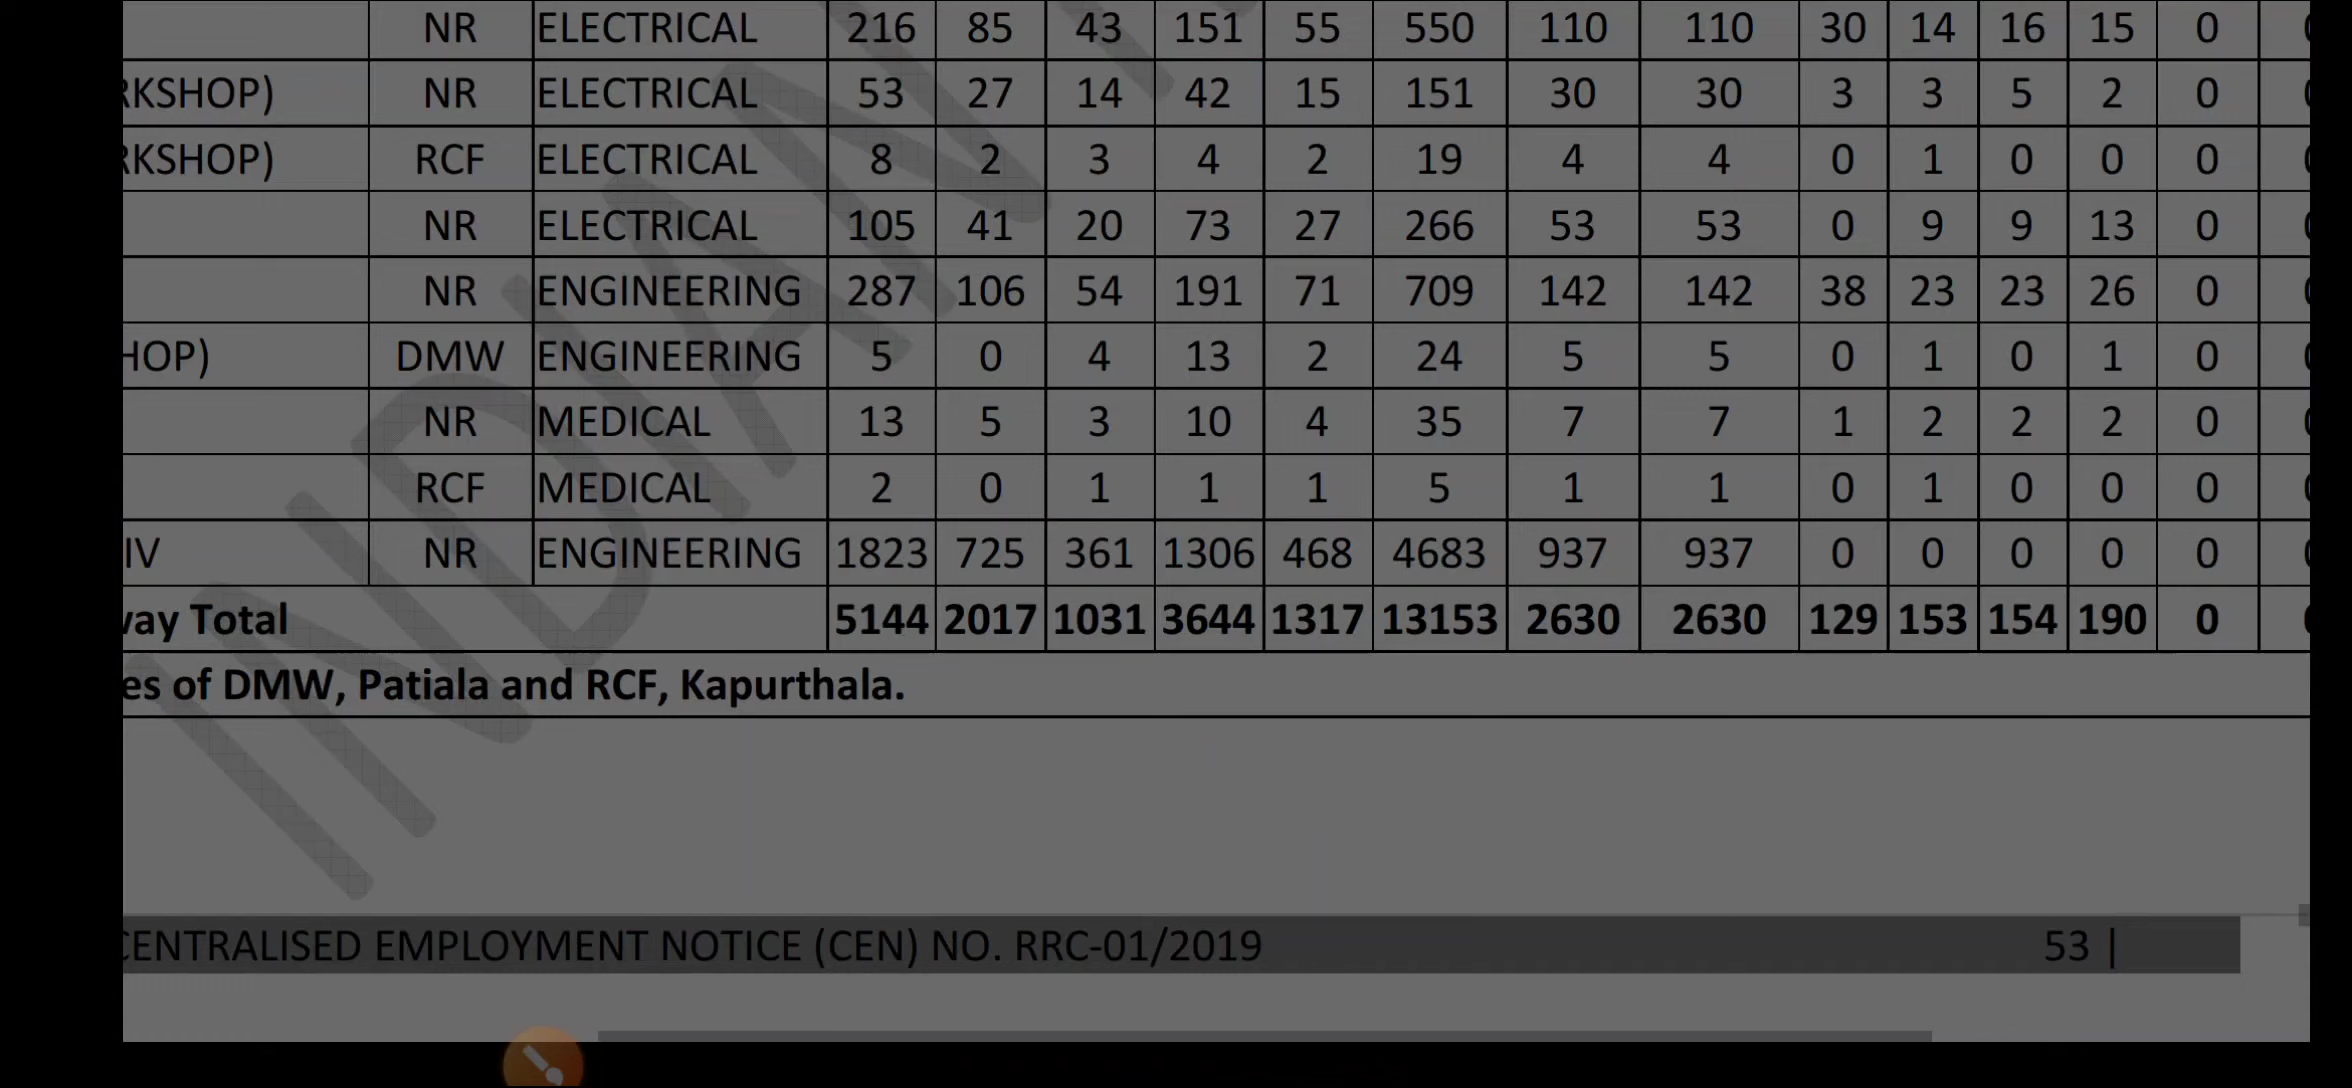 NR ELECTRICAL 216 85 43 151 55 550 110 110 30 14 16 15 0
RKSHOP) NR ELECTRICAL 53 27 14 42 15 151 30 30 3 3 5 2 0
RKSHOP) RCF ELECTRICAL 8 2 3 4 2 19 4 4 0 1 0 0 0
NR ELECTRICAL 105 41 20 73 27 266 53 53 0 9 9 13 0
NR ENGINEERING 287 106 54 191 71 709 142 142 38 23 23 26 0
HOP) DMW ENGINEERING 5 0 4 13 2 24 5 5 0 1 0 1 0
NR MEDICAL 13 5 3 10 4 35 7 7 1 2 2 2 0
RCF MEDICAL 2 0 1 1 1 5 1 1 0 1 0 0 0
IV NR ENGINEERING 1823 725 361 1306 468 4683 937 937 0 0 0 0 0
way Total 5144 2017 1031 3644 1317 13153 2630 2630 129 153 154 190 0
es of DMW, Patiala and RCF, Kapurthala.
CENTRALISED EMPLOYMENT NOTICE (CEN) NO. RRC-01/2019 53 |
INDIAN